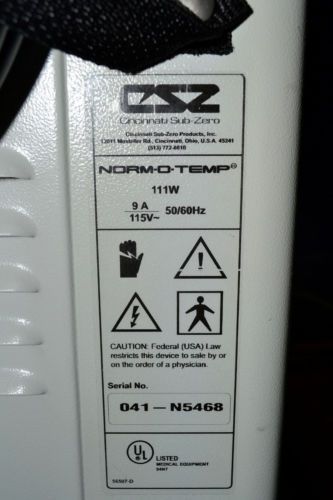 CSZ
Cincinnati Sub-Zero
Cincinnati Sub-Zero Products, Inc.
12011 Mosteller Rd., Cincinnati, Ohio, U.S.A. 45241
(513) 772-8810
NORM-O-TEMP®
111W
9 A
115V~ 50/60Hz
CAUTION: Federal (USA) Law
restricts this device to sale by or
on the order of a physician.
Serial No.
041 — N5468
UL
LISTED
MEDICAL EQUIPMENT
94H7
56507-D